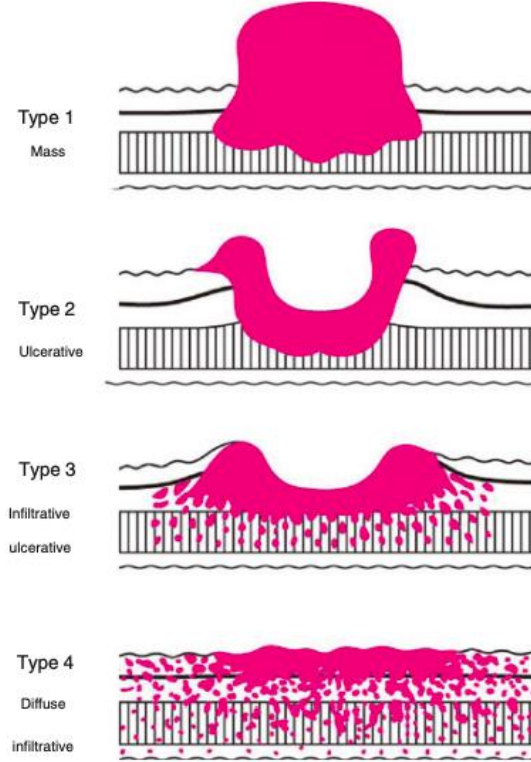 Type 1
Mass
Type 2
Ulcerative
Type 3
Infiltrative
ulcerative
Type 4
Diffuse
infiltrative